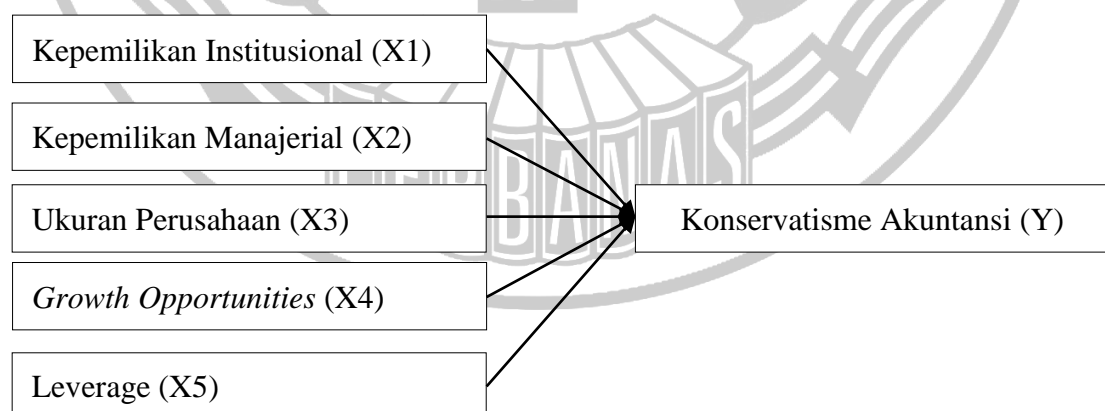 Kepemilikan Institusional (X1)
Kepemilikan Manajerial (X2)
Ukuran Perusahaan (X3)
Konservatisme Akuntansi (Y)
Growth Opportunities (X4)
Leverage (X5)